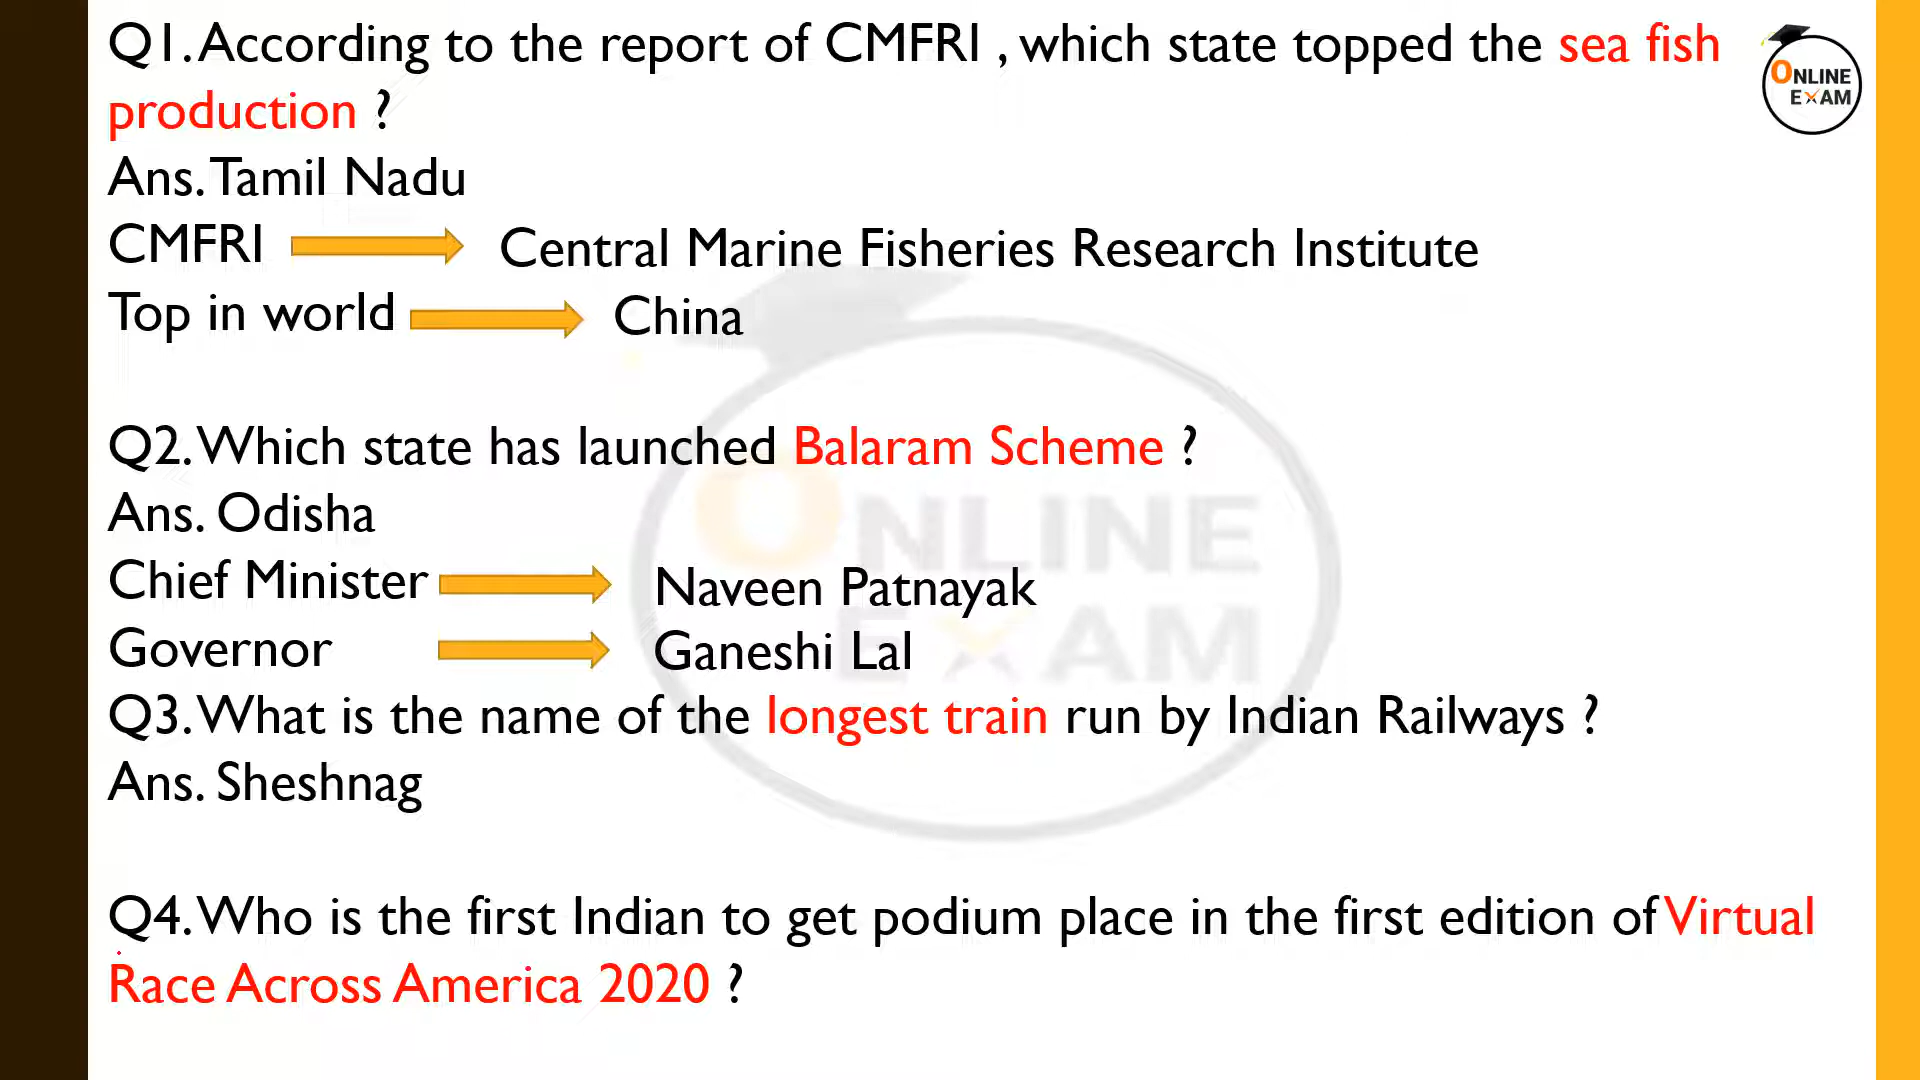 Q1. According to the report of CMFRI , which state topped the sea fish
production ?
Ans. Tamil Nadu
CMFRI Central Marine Fisheries Research Institute
Top in world China
Q2. Which state has launched Balaram Scheme ?
Ans. Odisha
Chief Minister Naveen Patnayak
Governor Ganeshi Lal
Q3. What is the name of the longest train run by Indian Railways ?
Ans. Sheshnag
Q4. Who is the first Indian to get podium place in the first edition of Virtual
Race Across America 2020 ?
ONLINE
EXAM
ONLINE
EXAM